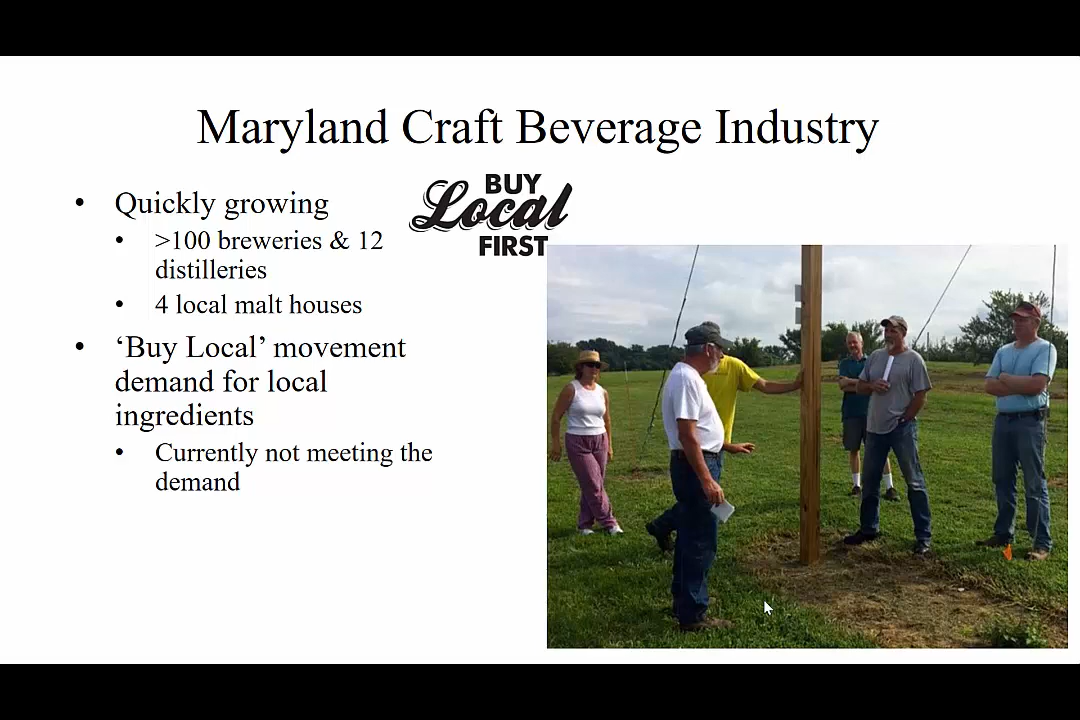 Maryland Craft Beverage Industry
• Quickly growing
• >100 breweries & 12
distilleries
• 4 local malt houses
• ‘Buy Local’ movement
demand for local
ingredients
• Currently not meeting the
demand
BUY
Local
FIRST